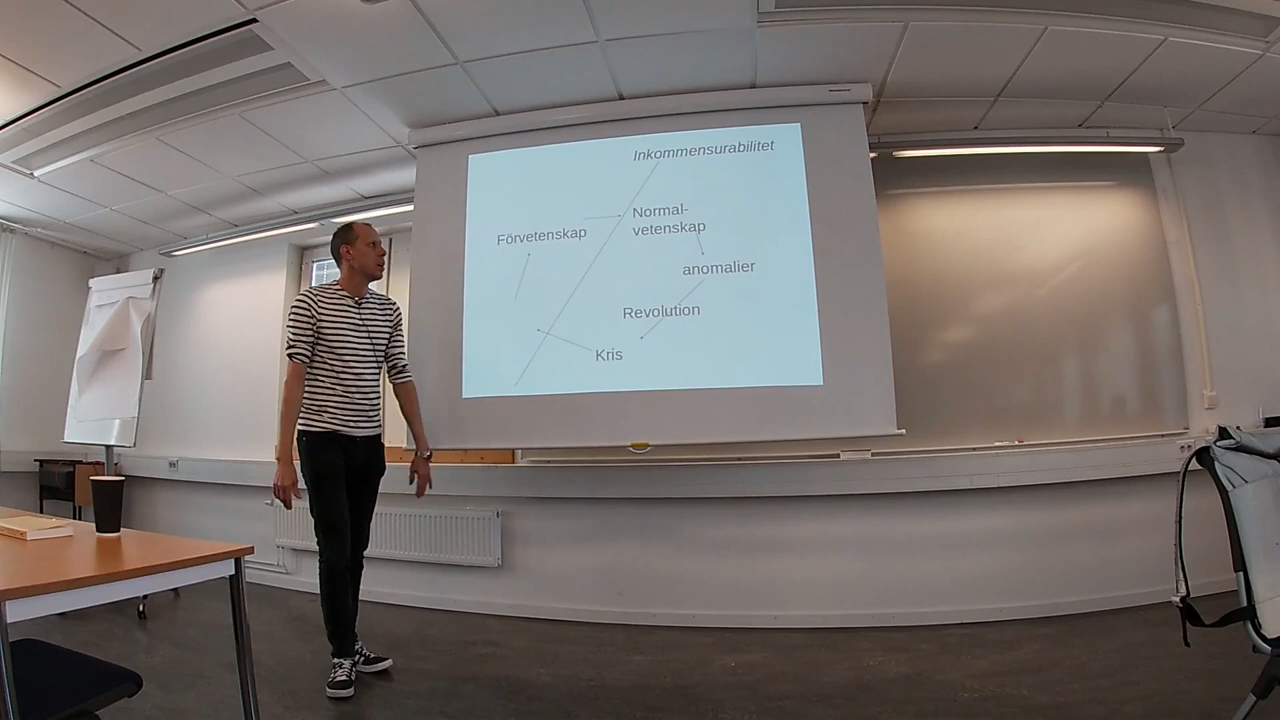 Inkommensurabilitet
Normal-
vetenskap
Förvetenskap
anomalier
Revolution
Kris